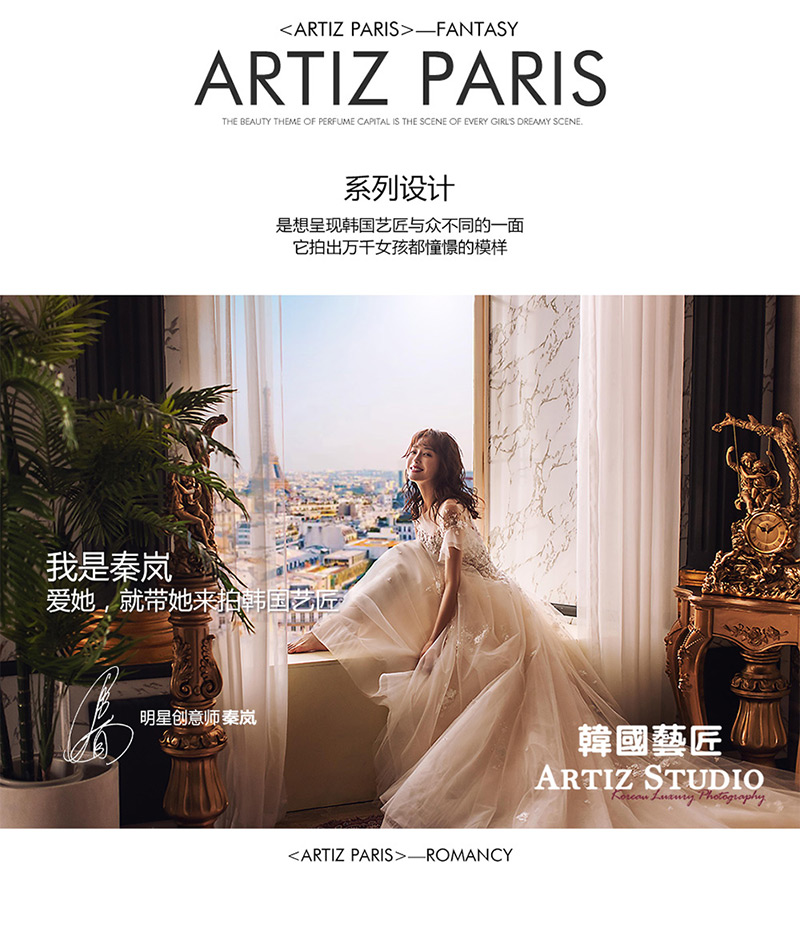 <ARTIZ PARIS>—FANTASY
ARTIZ PARIS
THE BEAUTY THEME OF PERFUME CAPITAL IS THE SCENE OF EVERY GIRL'S DREAMY SCENE.
系列设计
是想呈现韩国艺匠与众不同的一面
它拍出万千女孩都憧憬的模样
我是秦岚
爱她，就带她来拍韩国艺匠
明星创意师秦岚
韓國藝匠
ARTIZ STUDIO
Korean Luxury Photography
<ARTIZ PARIS>—ROMANCY